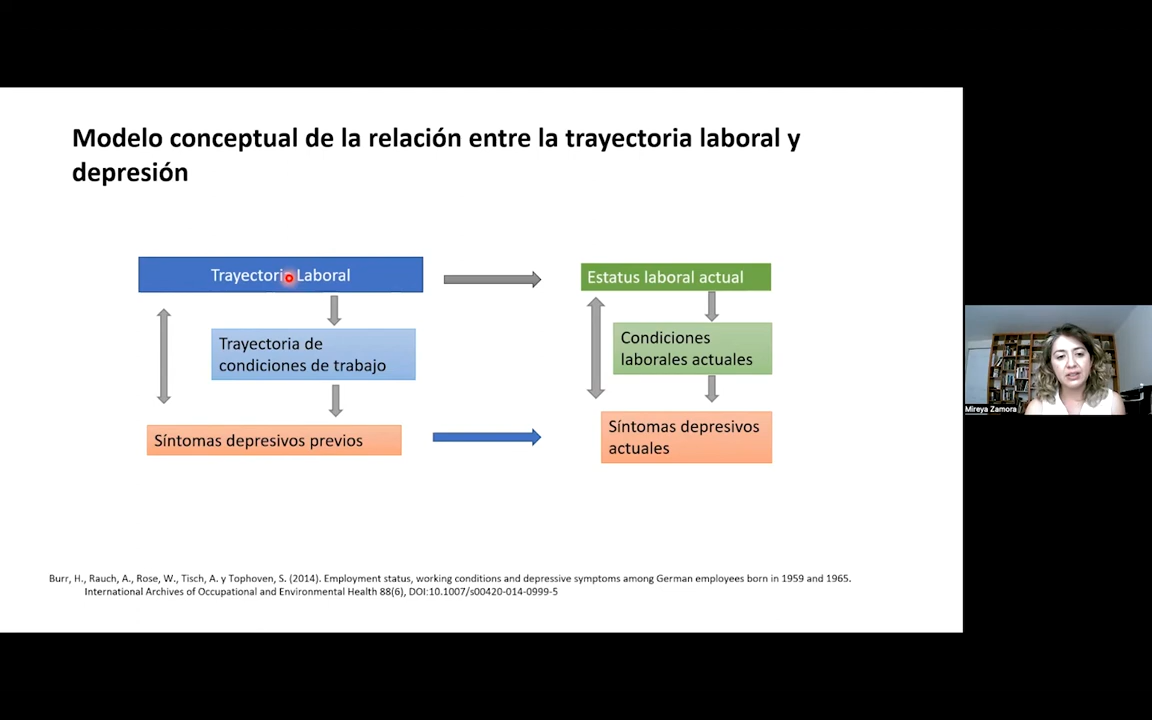 Modelo conceptual de la relación entre la trayectoria laboral y
depresión
Trayectoria Laboral
Estatus laboral actual
Trayectoria de
condiciones de trabajo
Condiciones
laborales actuales
Síntomas depresivos previos
Síntomas depresivos
actuales
Burr, H., Rauch, A., Rose, W., Tisch, A. y Tophoven, S. (2014). Employment status, working conditions and depressive symptoms among German employees born in 1959 and 1965.
International Archives of Occupational and Environmental Health 88(6), DOI:10.1007/s00420-014-0999-5
Mireya Zamora